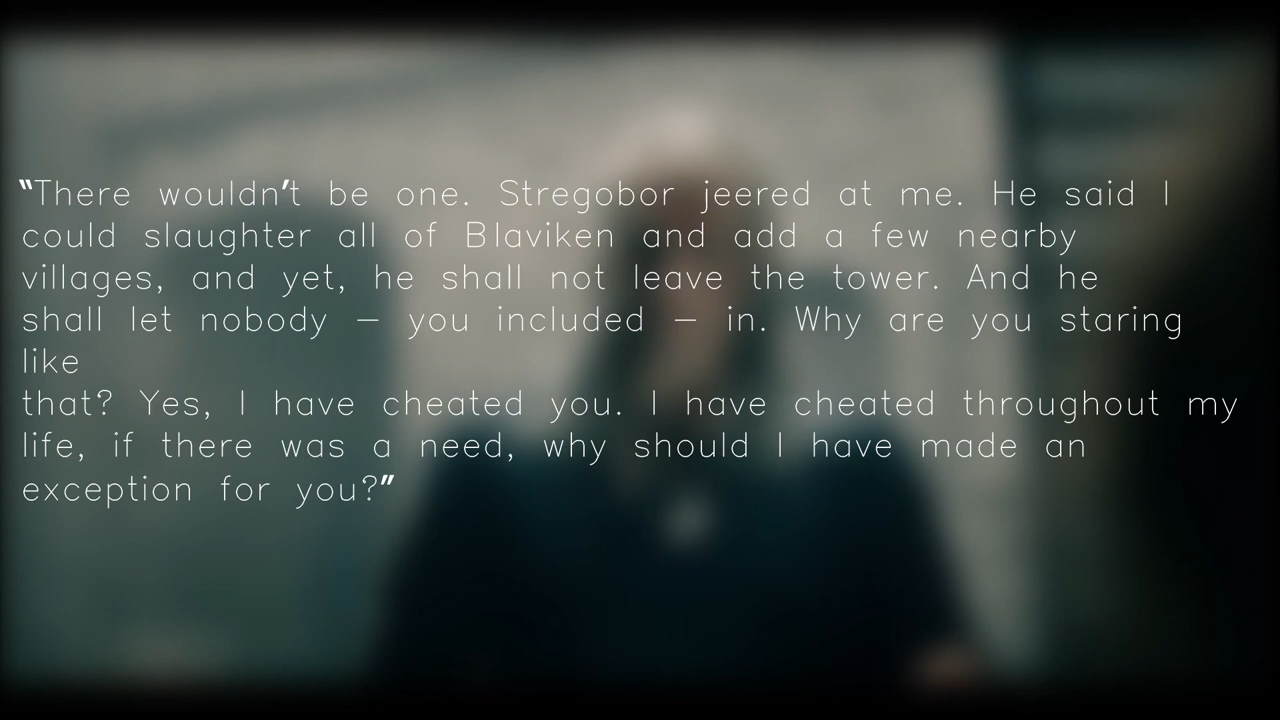 "There wouldn't be one. Stregobor jeered at me. He said I
could slaughter all of Blaviken and add a few nearby
villages, and yet, he shall not leave the tower. And he
shall let nobody – you included – in. Why are you staring
like
that? Yes, I have cheated you. I have cheated throughout my
life, if there was a need, why should I have made an
exception for you?"